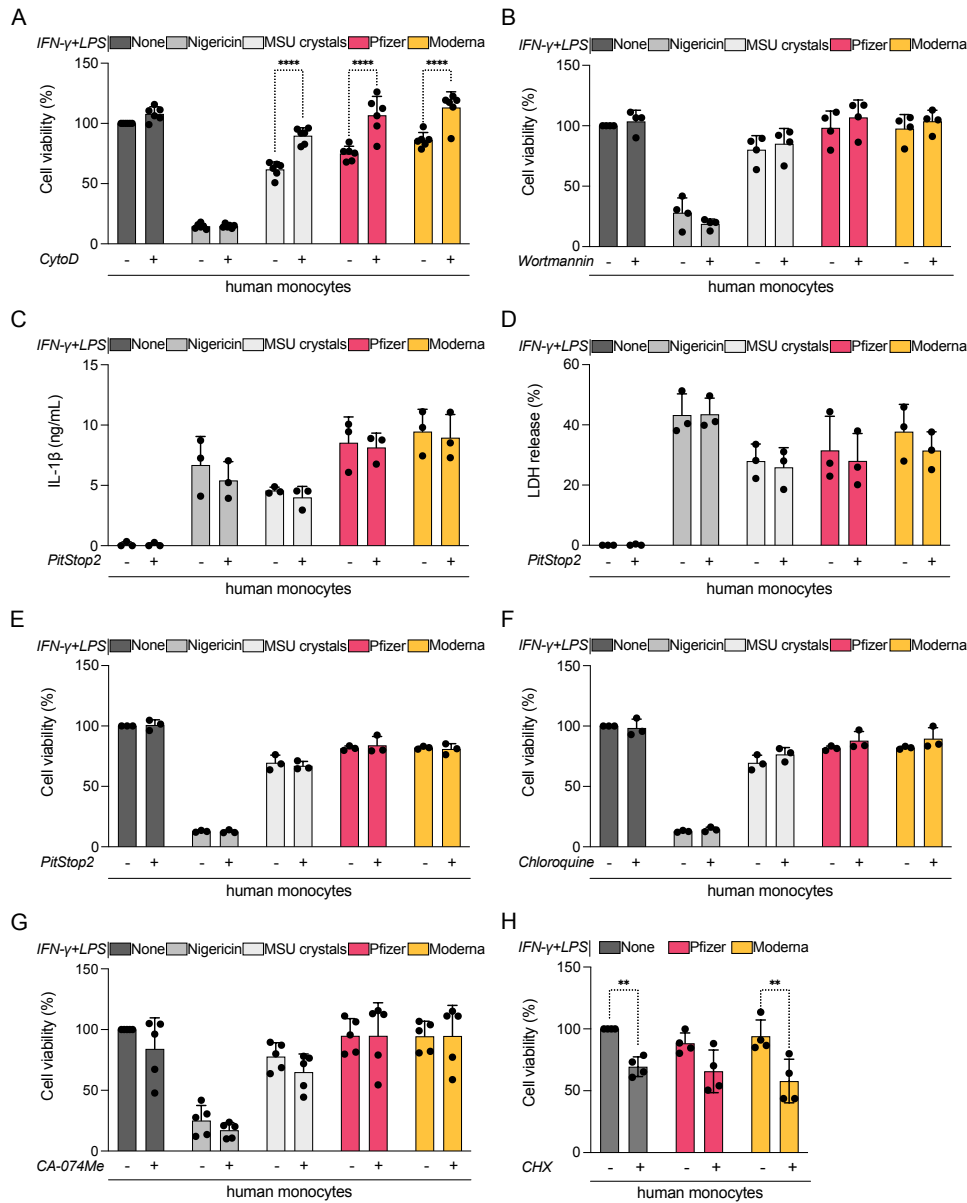 A
IFN-γ+LPS None Nigericin MSU crystals Pfizer Moderna
Cell viability (%)
150
100
50
0
**** **** ****
CytoD - + - + - + - + - +
human monocytes
B
IFN-γ+LPS None Nigericin MSU crystals Pfizer Moderna
Cell viability (%)
150
100
50
0
Wortmannin - + - + - + - + - +
human monocytes
C
IFN-γ+LPS None Nigericin MSU crystals Pfizer Moderna
IL-1β (ng/mL)
15
10
5
0
PitStop2 - + - + - + - + - +
human monocytes
D
IFN-γ+LPS None Nigericin MSU crystals Pfizer Moderna
LDH release (%)
60
40
20
0
PitStop2 - + - + - + - + - +
human monocytes
E
IFN-γ+LPS None Nigericin MSU crystals Pfizer Moderna
Cell viability (%)
150
100
50
0
PitStop2 - + - + - + - + - +
human monocytes
F
IFN-γ+LPS None Nigericin MSU crystals Pfizer Moderna
Cell viability (%)
150
100
50
0
Chloroquine - + - + - + - + - +
human monocytes
G
IFN-γ+LPS None Nigericin MSU crystals Pfizer Moderna
Cell viability (%)
150
100
50
0
CA-074Me - + - + - + - + - +
human monocytes
H
IFN-γ+LPS None Pfizer Moderna
Cell viability (%)
150
100
50
0
** **
CHX - + - + - +
human monocytes